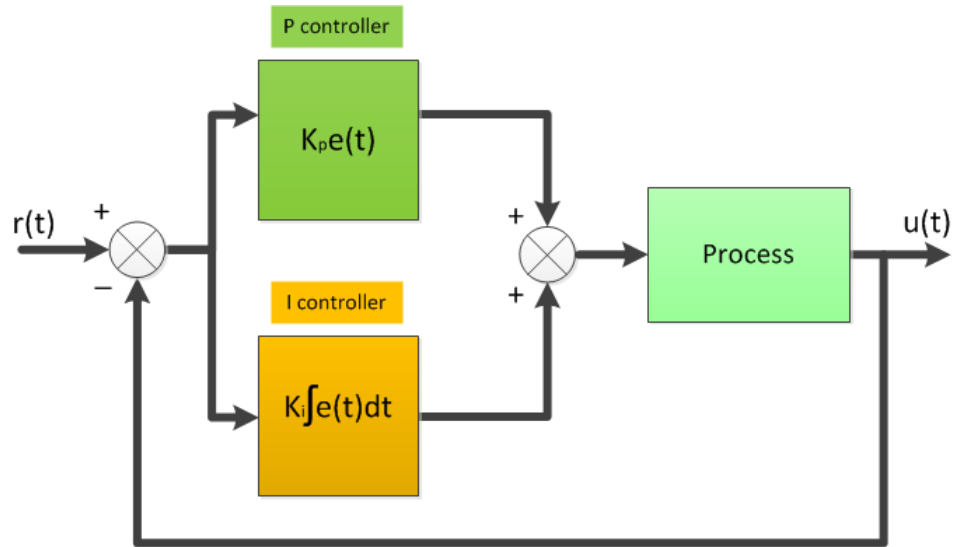 P controller
Kₚe(t)
r(t)
+
−
I controller
Kᵢ∫e(t)dt
+
+
Process
u(t)